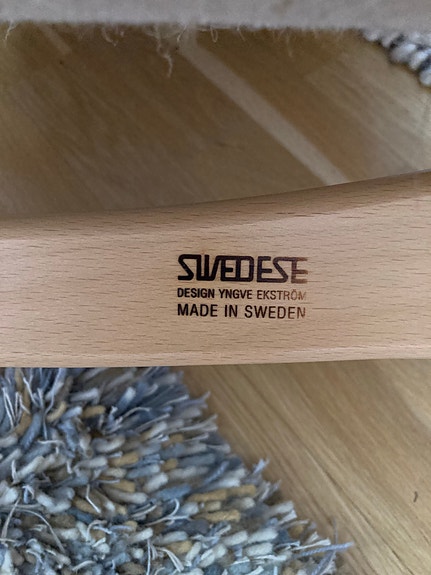 SWEDESE
DESIGN YNGVE EKSTRÖM
MADE IN SWEDEN